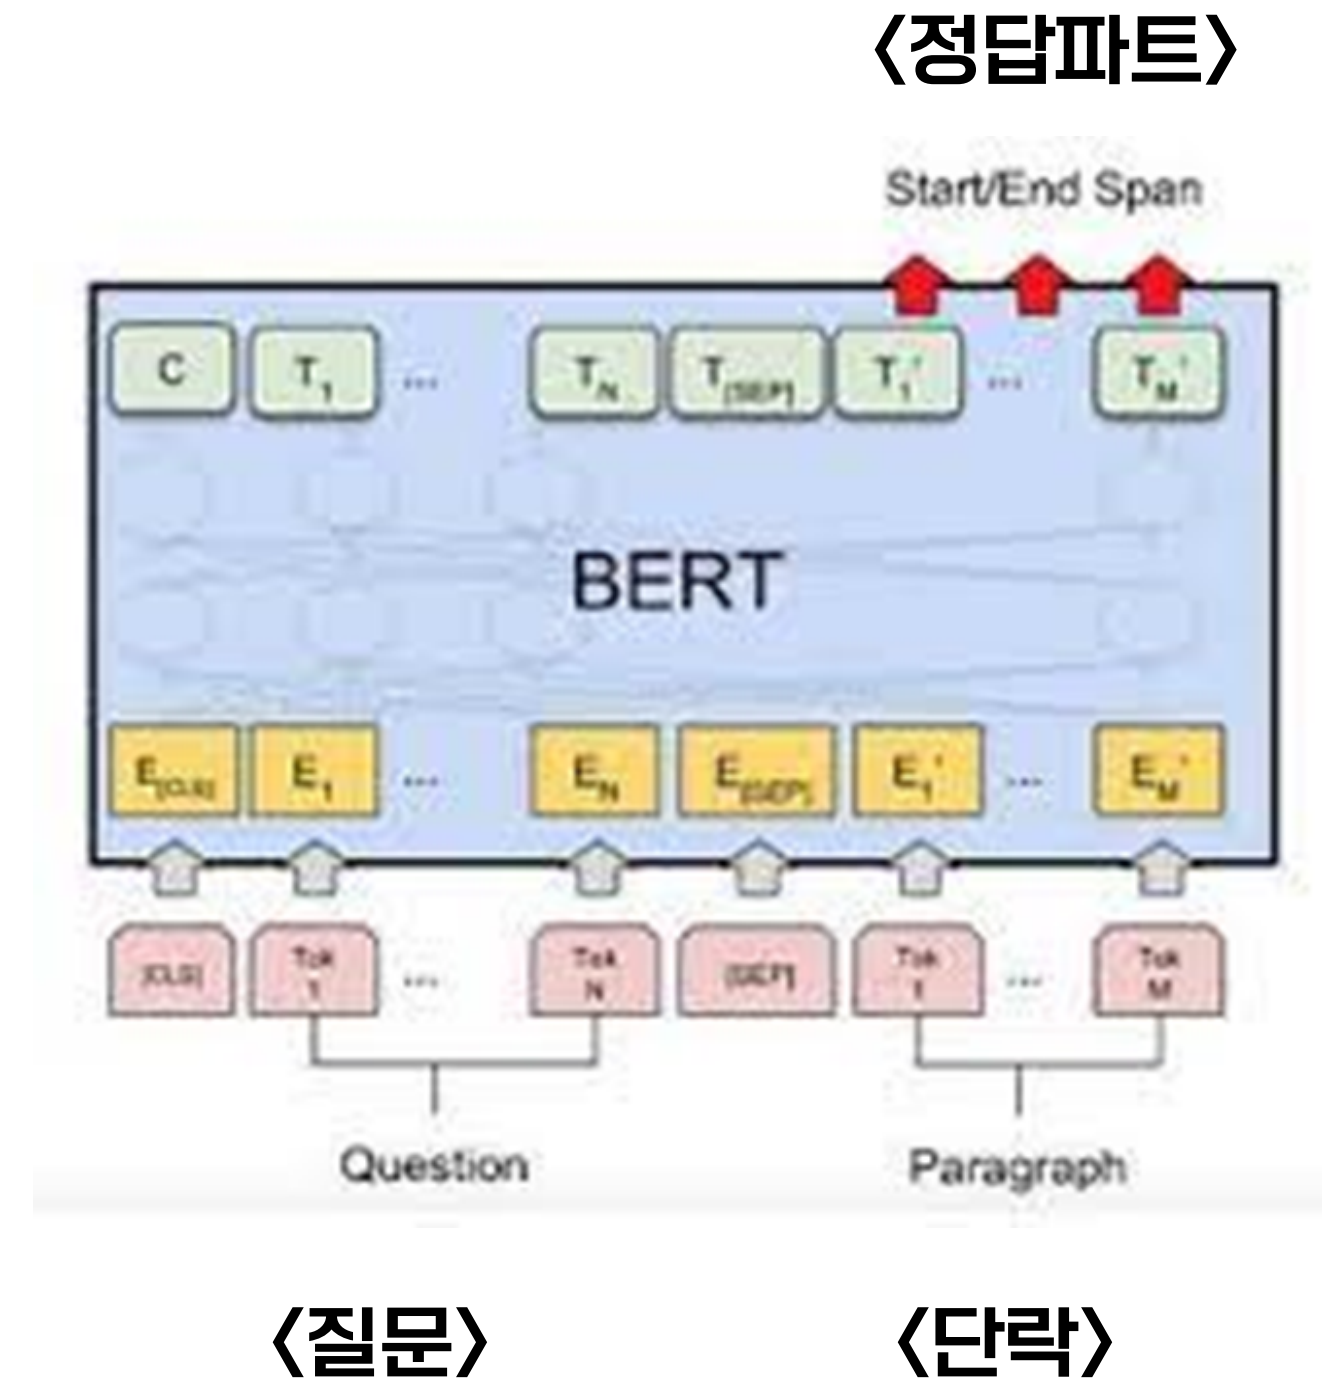 〈정답파트〉
Start/End Span
C T1 ... TN T[SEP] T1' ... TM'
BERT
E[CLS] E1 ... EN E[SEP] E1' ... EM'
[CLS] Tok 1 ... Tok N [SEP] Tok 1 ... Tok M
Question Paragraph
〈질문〉 〈단락〉